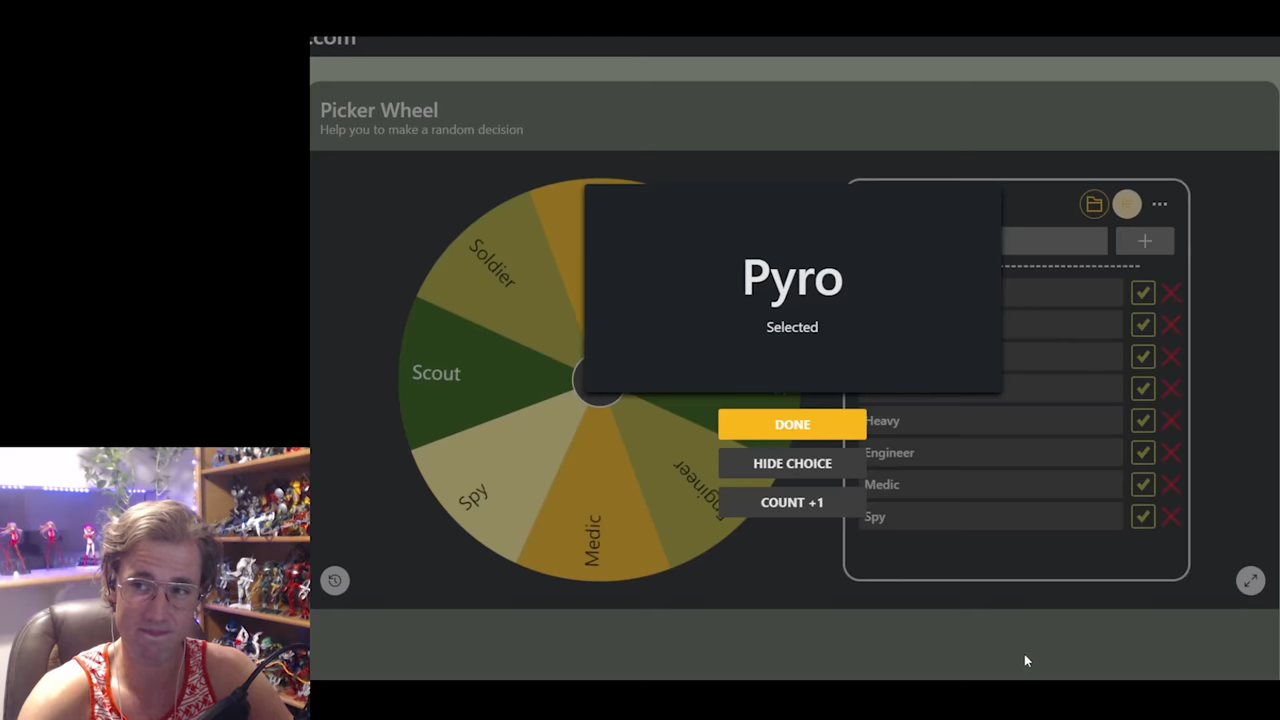 .com
Picker Wheel
Help you to make a random decision
Soldier
Scout
Spy
Medic
Engineer
Pyro
Selected
DONE
HIDE CHOICE
COUNT +1
Heavy
Engineer
Medic
Spy